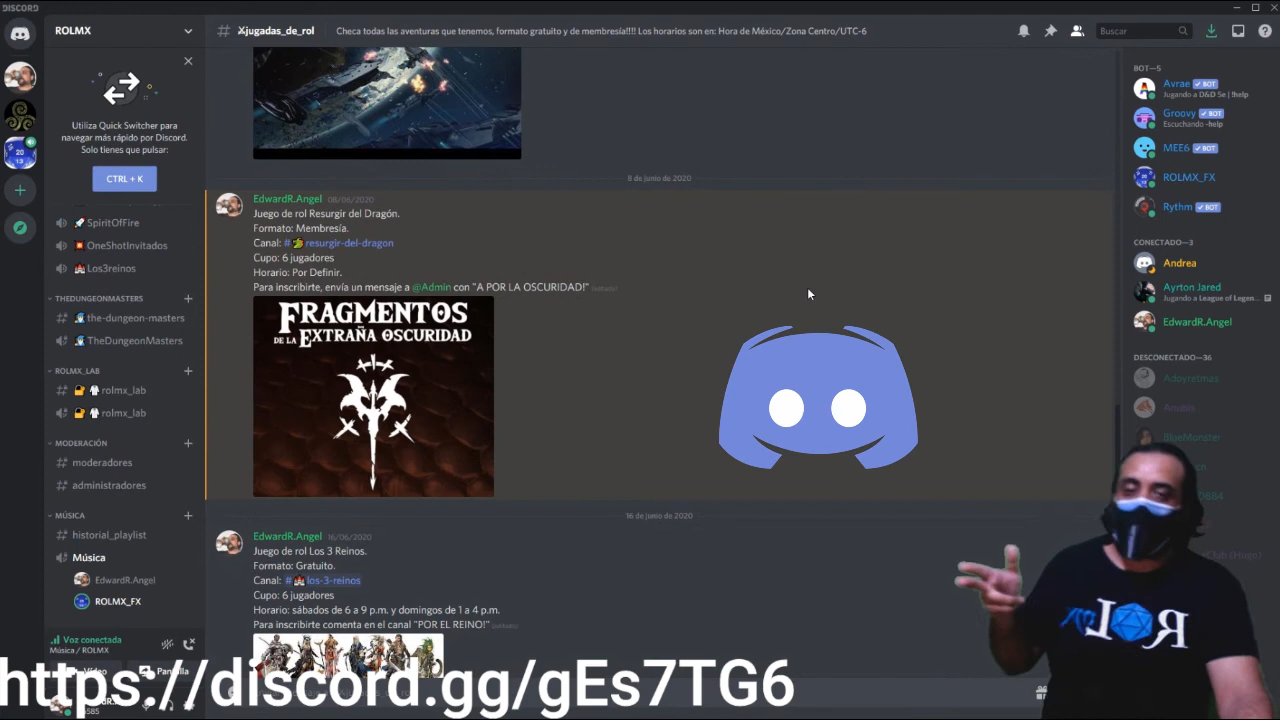 DISCORD
ROLMX
jugadas_de_rol
Checa todas las aventuras que tenemos, formato gratuito y de membresía!!!! Los horarios son en: Hora de México/Zona Centro/UTC-6
Buscar
Utiliza Quick Switcher para
navegar más rápido por Discord.
Solo tienes que pulsar:
CTRL + K
SpiritOfFire
OneShotInvitados
Los3reinos
THEDUNGEONMASTERS
the-dungeon-masters
TheDungeonMasters
ROLMX_LAB
rolmx_lab
rolmx_lab
MODERACIÓN
moderadores
administradores
MÚSICA
historial_playlist
Música
EdwardR.Angel
ROLMX_FX
Voz conectada
Música / ROLMX
Vídeo
Pantalla
8 de junio de 2020
EdwardR.Angel 08/06/2020
Juego de rol Resurgir del Dragón.
Formato: Membresía.
Canal: # resurgir-del-dragon
Cupo: 6 jugadores
Horario: Por Definir.
Para inscribirte, envía un mensaje a @Admin con "A POR LA OSCURIDAD!" (editado)
FRAGMENTOS
DE LA EXTRAÑA OSCURIDAD
16 de junio de 2020
EdwardR.Angel 16/06/2020
Juego de rol Los 3 Reinos.
Formato: Gratuito.
Canal: # los-3-reinos
Cupo: 6 jugadores
Horario: sábados de 6 a 9 p.m. y domingos de 1 a 4 p.m.
Para inscribirte comenta en el canal "POR EL REINO!" (editado)
BOT—5
Avrae BOT
Jugando a D&D 5e | !help
Groovy BOT
Escuchando -help
MEE6 BOT
ROLMX_FX
Rythm BOT
CONECTADO—3
Andrea
Ayrton Jared
Jugando a League of Legen...
EdwardR.Angel
DESCONECTADO—36
BlueMonster
https://discord.gg/gEs7TG6